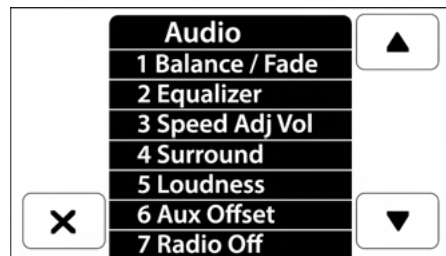 Audio
1 Balance / Fade
2 Equalizer
3 Speed Adj Vol
4 Surround
5 Loudness
6 Aux Offset
7 Radio Off